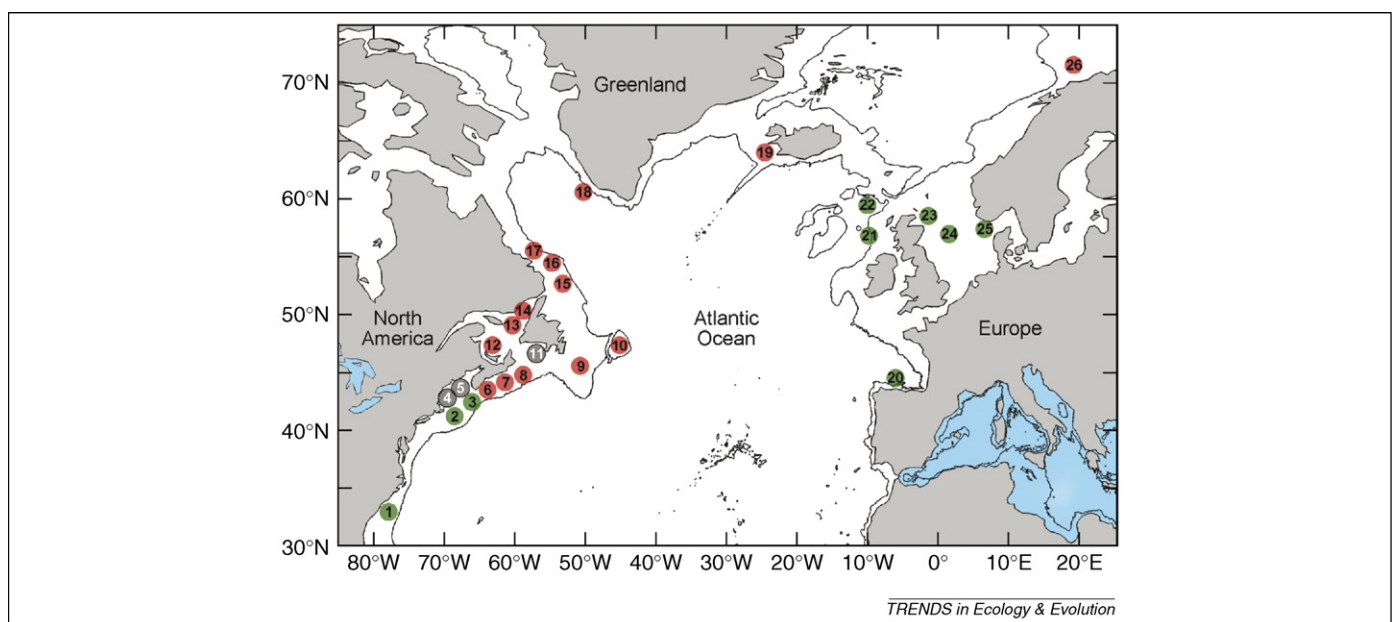 70°N
60°N
50°N
40°N
30°N
80°W 70°W 60°W 50°W 40°W 30°W 20°W 10°W 0° 10°E 20°E
Greenland
North
America
Atlantic
Ocean
Europe
26
19
18
22
23
21
24
25
17
16
15
14
13
12
11
10
9
8
7
6
5
4
3
2
20
1
TRENDS in Ecology & Evolution